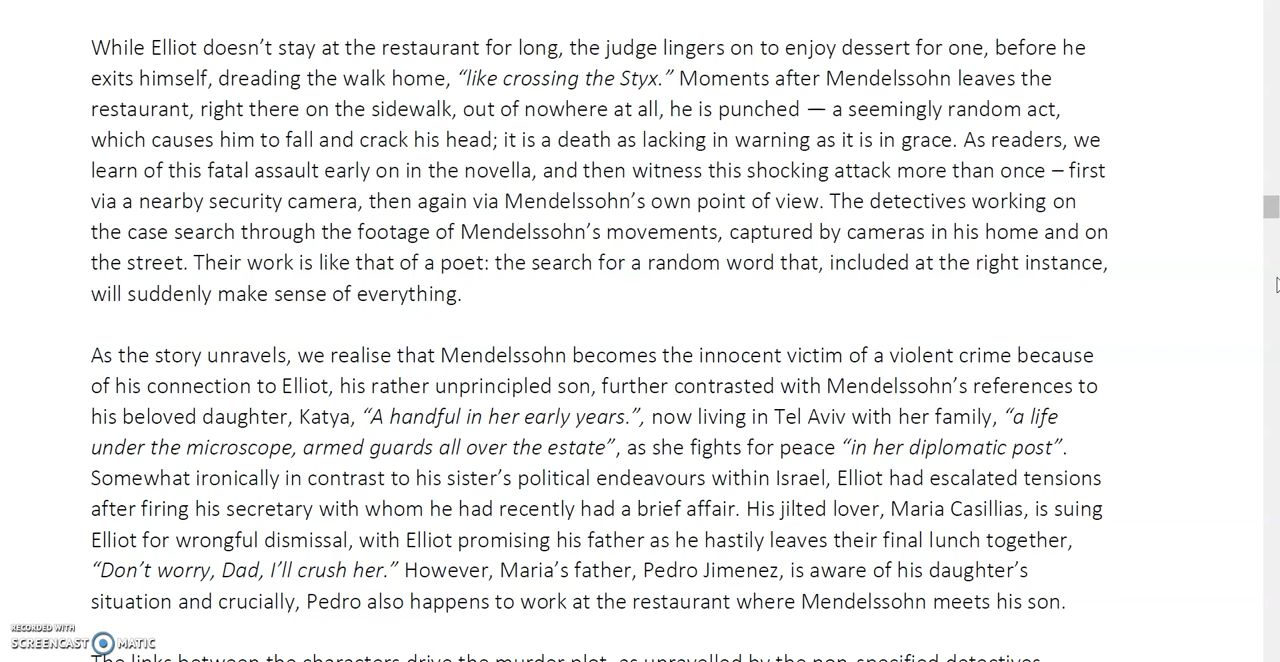 While Elliot doesn’t stay at the restaurant for long, the judge lingers on to enjoy dessert for one, before he
exits himself, dreading the walk home, “like crossing the Styx.” Moments after Mendelssohn leaves the
restaurant, right there on the sidewalk, out of nowhere at all, he is punched — a seemingly random act,
which causes him to fall and crack his head; it is a death as lacking in warning as it is in grace. As readers, we
learn of this fatal assault early on in the novella, and then witness this shocking attack more than once – first
via a nearby security camera, then again via Mendelssohn’s own point of view. The detectives working on
the case search through the footage of Mendelssohn’s movements, captured by cameras in his home and on
the street. Their work is like that of a poet: the search for a random word that, included at the right instance,
will suddenly make sense of everything.
As the story unravels, we realise that Mendelssohn becomes the innocent victim of a violent crime because
of his connection to Elliot, his rather unprincipled son, further contrasted with Mendelssohn’s references to
his beloved daughter, Katya, “A handful in her early years.”, now living in Tel Aviv with her family, “a life
under the microscope, armed guards all over the estate”, as she fights for peace “in her diplomatic post”.
Somewhat ironically in contrast to his sister’s political endeavours within Israel, Elliot had escalated tensions
after firing his secretary with whom he had recently had a brief affair. His jilted lover, Maria Casillias, is suing
Elliot for wrongful dismissal, with Elliot promising his father as he hastily leaves their final lunch together,
“Don’t worry, Dad, I’ll crush her.” However, Maria’s father, Pedro Jimenez, is aware of his daughter’s
situation and crucially, Pedro also happens to work at the restaurant where Mendelssohn meets his son.
RECORDED WITH
SCREENCAST MATIC
The links between the characters drive the murder plot, as unravelled by the non-specified detectives